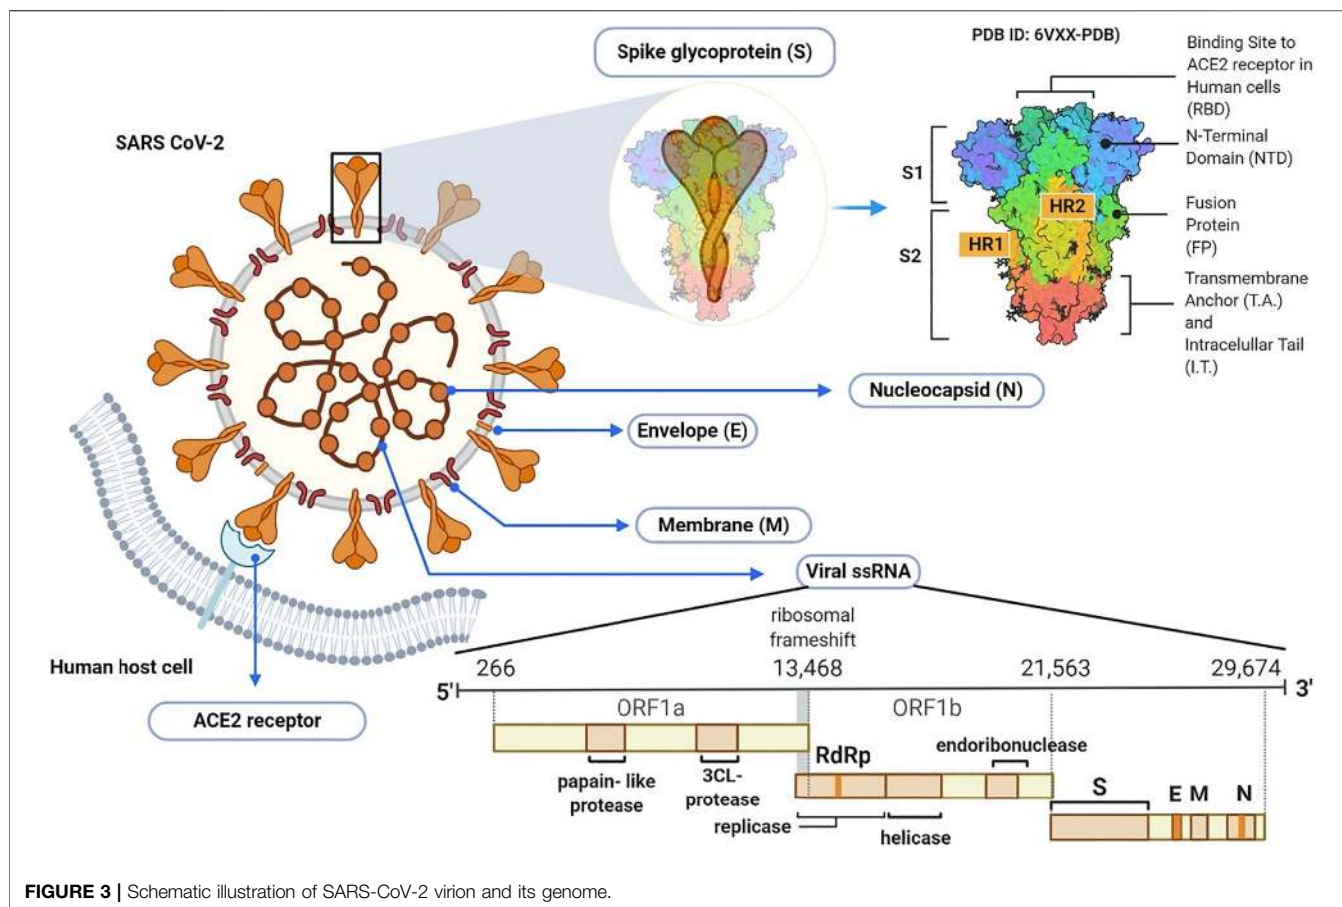 Spike glycoprotein (S)
PDB ID: 6VXX-PDB)
Binding Site to
ACE2 receptor in
Human cells
(RBD)
N-Terminal
Domain (NTD)
Fusion
Protein
(FP)
Transmembrane
Anchor (T.A.)
and
Intracelullar Tail
(I.T.)
S1
S2
HR2
HR1
SARS CoV-2
Nucleocapsid (N)
Envelope (E)
Membrane (M)
Viral ssRNA
Human host cell
ACE2 receptor
ribosomal
frameshift
266
13,468
21,563
29,674
5'
3'
ORF1a
ORF1b
papain- like
protease
3CL-
protease
RdRp
endoribonuclease
replicase
helicase
S
E
M
N
FIGURE 3 | Schematic illustration of SARS-CoV-2 virion and its genome.